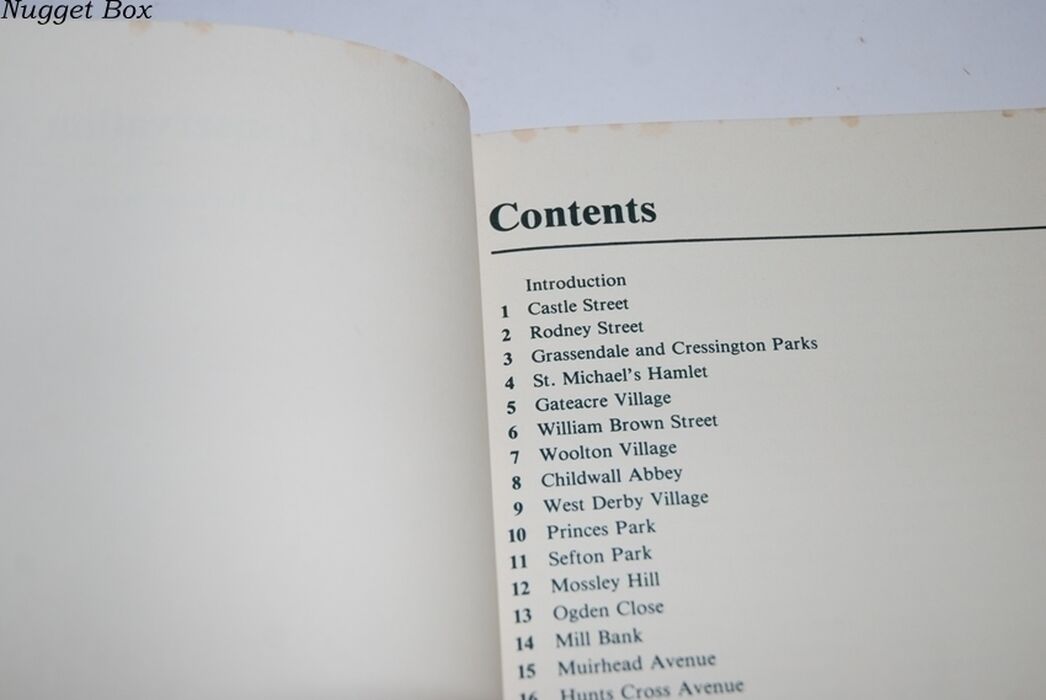 Nugget Box
Contents
Introduction
1 Castle Street
2 Rodney Street
3 Grassendale and Cressington Parks
4 St. Michael's Hamlet
5 Gateacre Village
6 William Brown Street
7 Woolton Village
8 Childwall Abbey
9 West Derby Village
10 Princes Park
11 Sefton Park
12 Mossley Hill
13 Ogden Close
14 Mill Bank
15 Muirhead Avenue
16 Hunts Cross Avenue